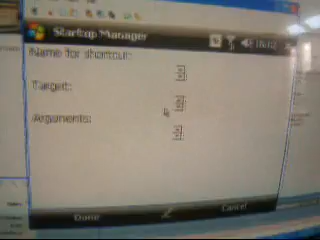 Startup Manager
Name for shortcut:
Target:
Arguments:
Done
Cancel